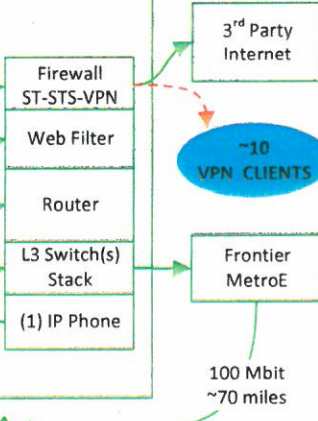 3rd Party
Internet
Firewall
ST-STS-VPN
Web Filter
~10
VPN CLIENTS
Router
L3 Switch(s)
Stack
Frontier
MetroE
(1) IP Phone
100 Mbit
~70 miles